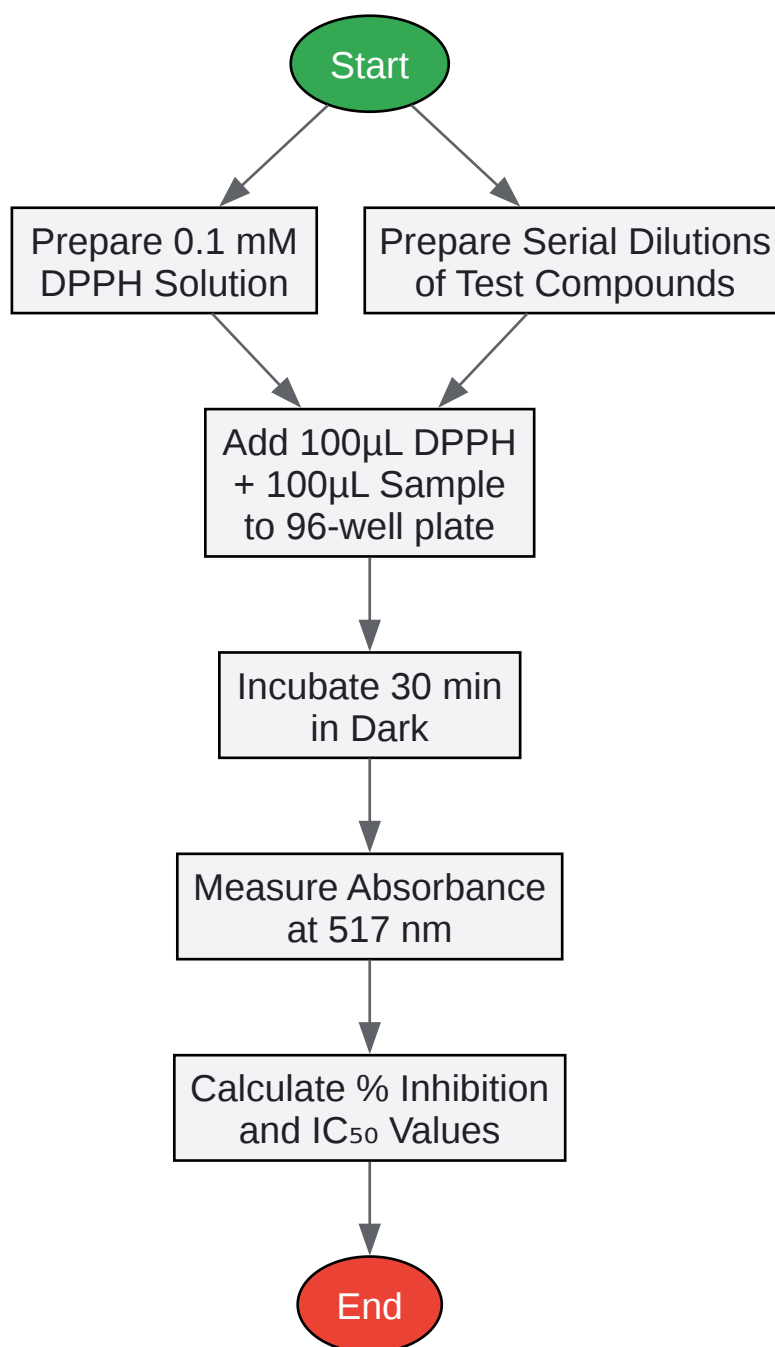 Start
Prepare 0.1 mM
DPPH Solution
Prepare Serial Dilutions
of Test Compounds
Add 100µL DPPH
+ 100µL Sample
to 96-well plate
Incubate 30 min
in Dark
Measure Absorbance
at 517 nm
Calculate % Inhibition
and IC₅₀ Values
End